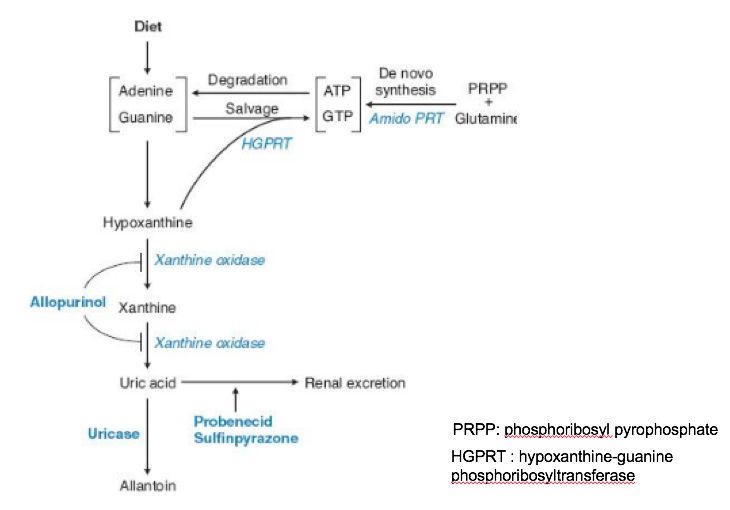 Diet
Degradation
De novo
synthesis
PRPP
+
Glutamine
Adenine
Guanine
ATP
GTP
Salvage
Amido PRT
HGPRT
Hypoxanthine
Xanthine oxidase
Allopurinol
Xanthine
Xanthine oxidase
Uric acid
Renal excretion
Probenecid
Sulfinpyrazone
Uricase
Allantoin
PRPP: phosphoribosyl pyrophosphate
HGPRT : hypoxanthine-guanine
phosphoribosyltransferase